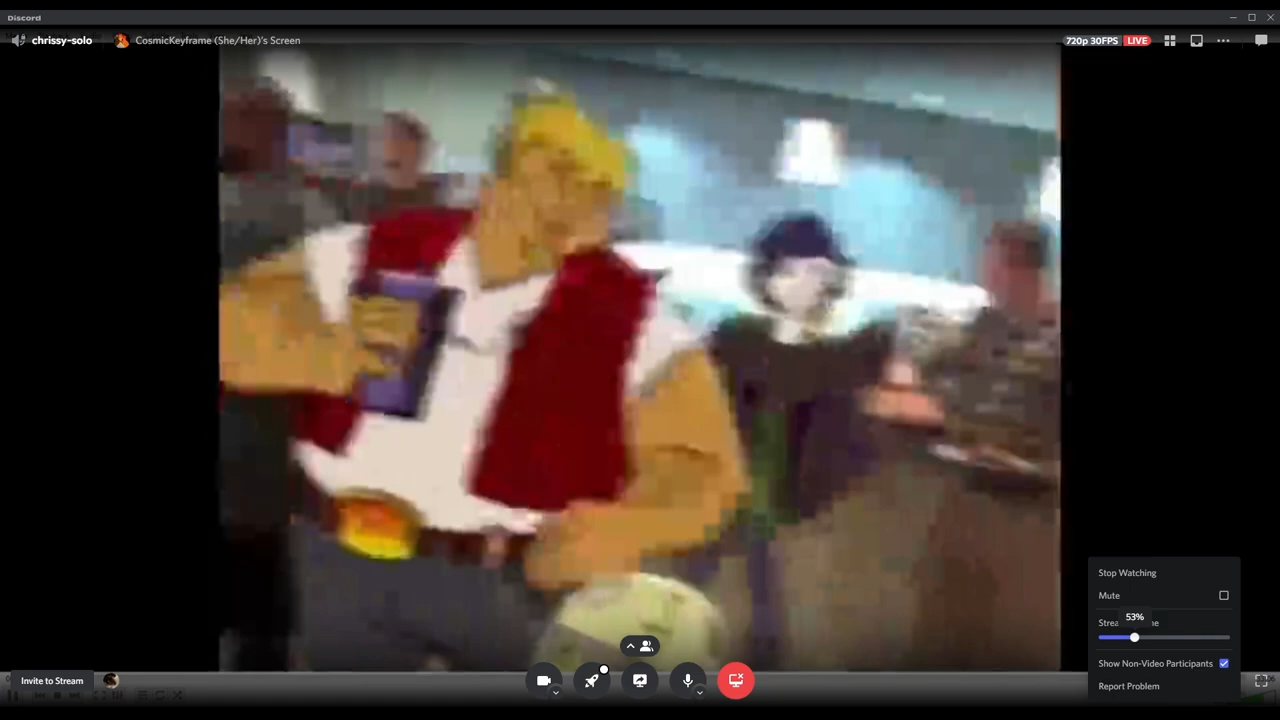 Discord
chrissy-solo
CosmicKeyframe (She/Her)'s Screen
720p 30FPS
LIVE
Stop Watching
Mute
53%
Show Non-Video Participants
Report Problem
Invite to Stream